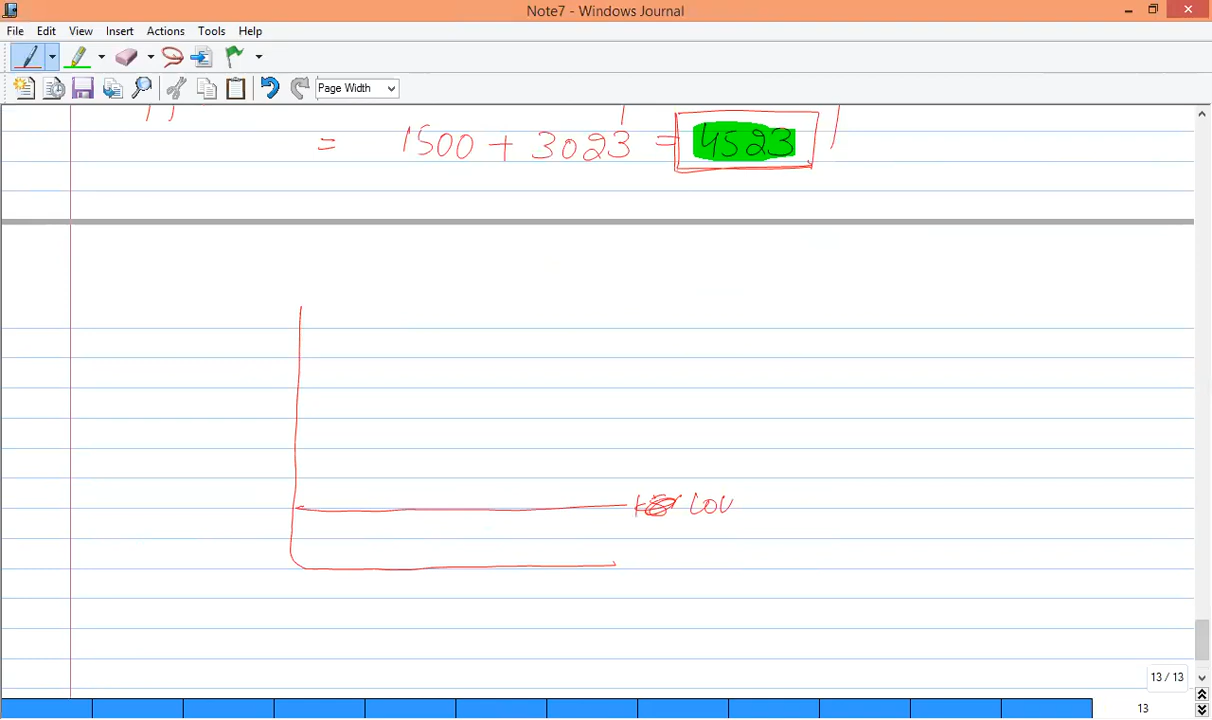 Note7 - Windows Journal
File Edit View Insert Actions Tools Help
Page Width
= 1500 + 3023 = 4523
LOU
13 / 13
13